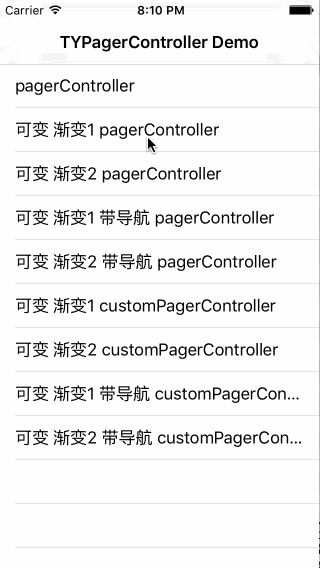 Carrier 8:10 PM
TYPagerController Demo
pagerController
可变 渐变1 pagerController
可变 渐变2 pagerController
可变 渐变1 带导航 pagerController
可变 渐变2 带导航 pagerController
可变 渐变1 customPagerController
可变 渐变2 customPagerController
可变 渐变1 带导航 customPagerCon...
可变 渐变2 带导航 customPagerCon...